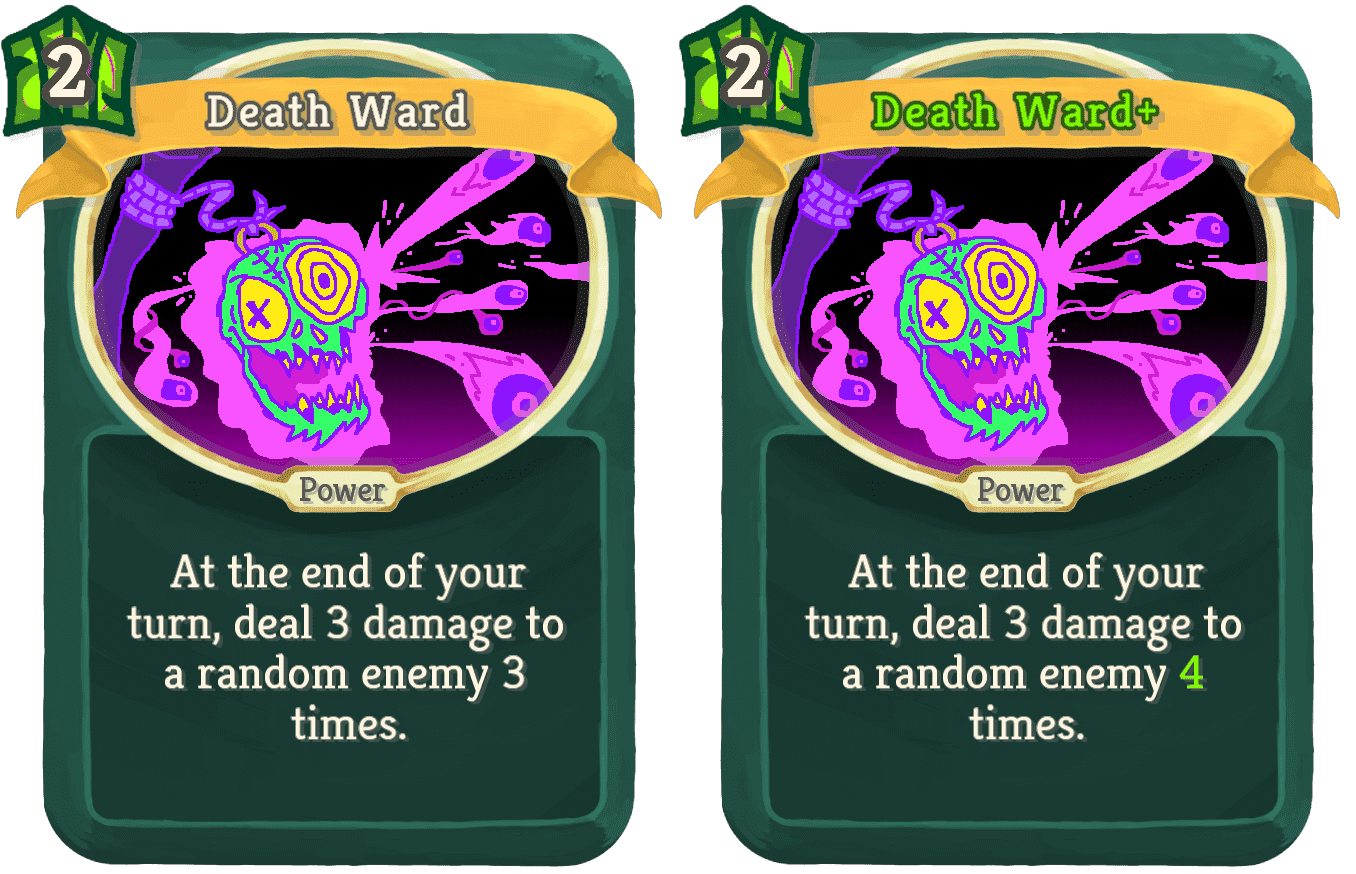 2
Death Ward
Power
At the end of your
turn, deal 3 damage to
a random enemy 3
times.
2
Death Ward+
Power
At the end of your
turn, deal 3 damage to
a random enemy 4
times.